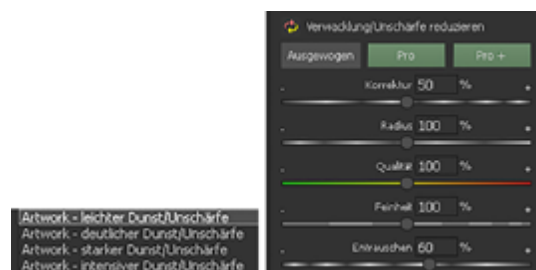 Verwacklung/Unschärfe reduzieren
Ausgewogen Pro Pro +
Korrektur 50 %
Radius 100 %
Qualität 100 %
Feinheit 100 %
Entrauschen 60 %
Artwork - leichter Dunst/Unschärfe
Artwork - deutlicher Dunst/Unschärfe
Artwork - starker Dunst/Unschärfe
Artwork - intensiver Dunst/Unschärfe